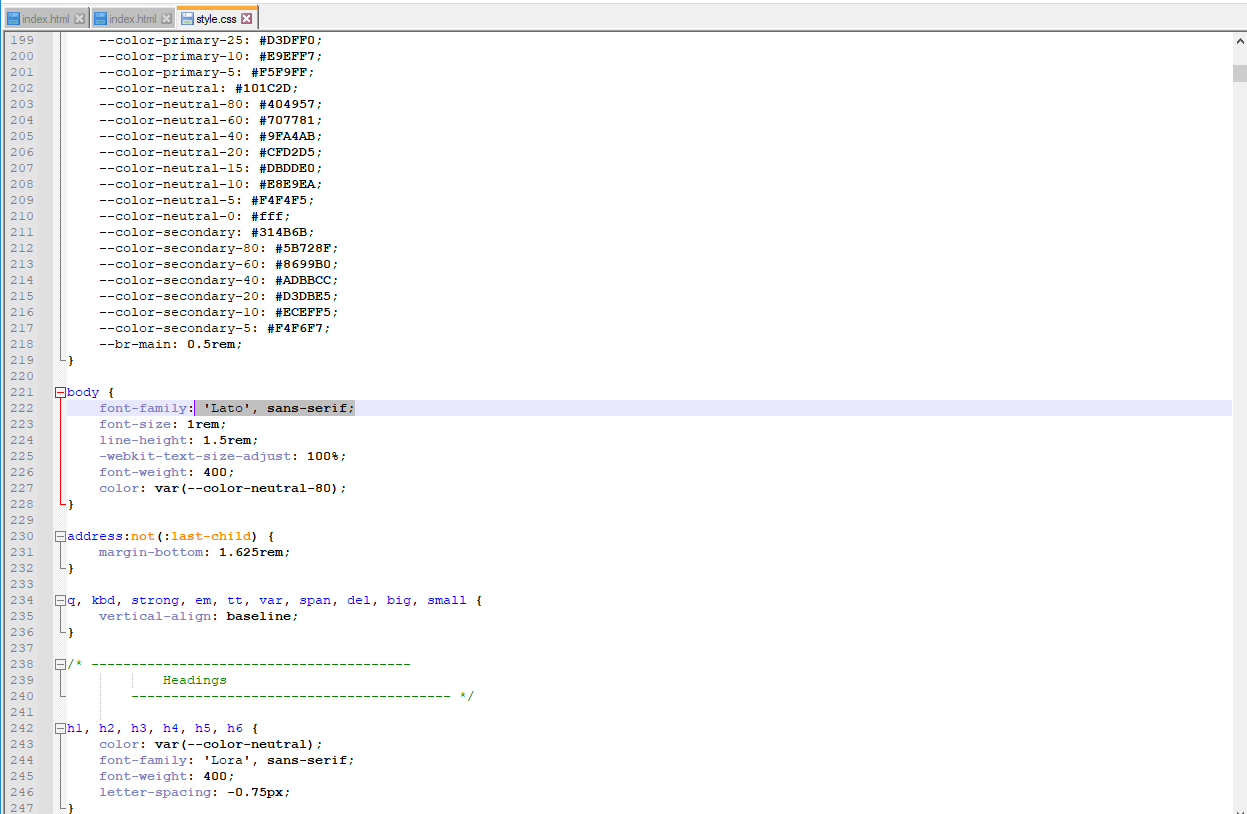 index.html index.html style.css
199 --color-primary-25: #D3DFF0;
200 --color-primary-10: #E9EFF7;
201 --color-primary-5: #F5F9FF;
202 --color-neutral: #101C2D;
203 --color-neutral-80: #404957;
204 --color-neutral-60: #707781;
205 --color-neutral-40: #9FA4AB;
206 --color-neutral-20: #CFD2D5;
207 --color-neutral-15: #DBDDE0;
208 --color-neutral-10: #E8E9EA;
209 --color-neutral-5: #F4F4F5;
210 --color-neutral-0: #fff;
211 --color-secondary: #314B6B;
212 --color-secondary-80: #5B728F;
213 --color-secondary-60: #8699B0;
214 --color-secondary-40: #ADBBCC;
215 --color-secondary-20: #D3DBE5;
216 --color-secondary-10: #ECEFF5;
217 --color-secondary-5: #F4F6F7;
218 --br-main: 0.5rem;
219 }
220
221 body {
222 font-family: 'Lato', sans-serif;
223 font-size: 1rem;
224 line-height: 1.5rem;
225 -webkit-text-size-adjust: 100%;
226 font-weight: 400;
227 color: var(--color-neutral-80);
228 }
229
230 address:not(:last-child) {
231 margin-bottom: 1.625rem;
232 }
233
234 q, kbd, strong, em, tt, var, span, del, big, small {
235 vertical-align: baseline;
236 }
237
238 /* ----------------------------------------
239 Headings
240 ---------------------------------------- */
241
242 h1, h2, h3, h4, h5, h6 {
243 color: var(--color-neutral);
244 font-family: 'Lora', sans-serif;
245 font-weight: 400;
246 letter-spacing: -0.75px;
247 }